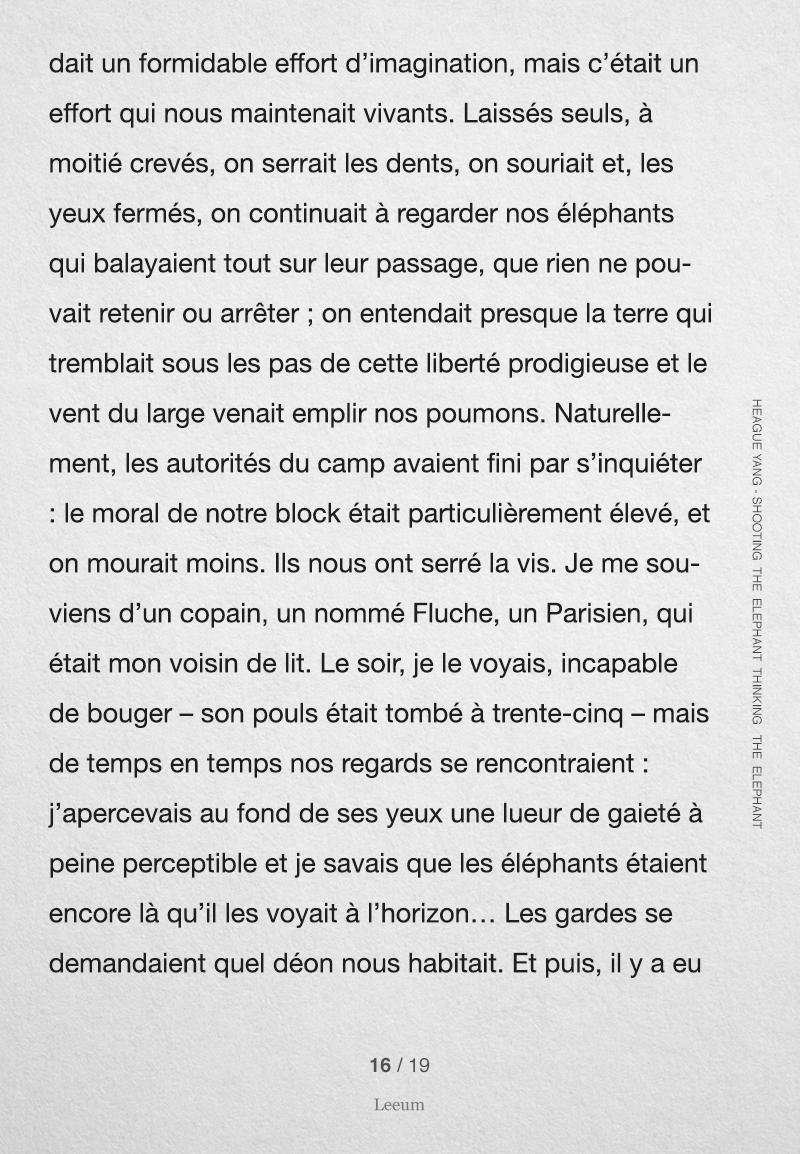 dait un formidable effort d’imagination, mais c’était un
effort qui nous maintenait vivants. Laissés seuls, à
moitié crevés, on serrait les dents, on souriait et, les
yeux fermés, on continuait à regarder nos éléphants
qui balayaient tout sur leur passage, que rien ne pou-
vait retenir ou arrêter ; on entendait presque la terre qui
tremblait sous les pas de cette liberté prodigieuse et le
vent du large venait emplir nos poumons. Naturelle-
ment, les autorités du camp avaient fini par s’inquiéter
: le moral de notre block était particulièrement élevé, et
on mourait moins. Ils nous ont serré la vis. Je me sou-
viens d’un copain, un nommé Fluche, un Parisien, qui
était mon voisin de lit. Le soir, je le voyais, incapable
de bouger – son pouls était tombé à trente-cinq – mais
de temps en temps nos regards se rencontraient :
j’apercevais au fond de ses yeux une lueur de gaieté à
peine perceptible et je savais que les éléphants étaient
encore là qu’il les voyait à l’horizon… Les gardes se
demandaient quel déon nous habitait. Et puis, il y a eu
HEAGUE YANG - SHOOTING THE ELEPHANT THINKING THE ELEPHANT
16 / 19
Leeum